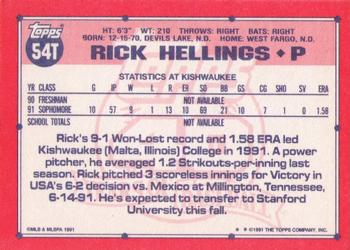 Topps
54T
HT: 6'3" WT: 210 THROWS: RIGHT BATS: RIGHT
BORN: 12-15-70, DEVILS LAKE, N.D. HOME: WEST FARGO, N.D.
RICK HELLINGS • P
STATISTICS AT KISHWAUKEE
YR CLASS G IP W L R ER SO BB GS CG SHO SV ERA
90 FRESHMAN NOT AVAILABLE
91 SOPHOMORE 10 57 9 1 13 10 69 21 10 7 1 0 1.58
SCHOOL TOTALS NOT AVAILABLE
Rick's 9-1 Won-Lost record and 1.58 ERA led
Kishwaukee (Malta, Illinois) College in 1991. A
power pitcher, he averaged 1.2 Strikouts-per-inning last
season. Rick pitched 3 scoreless innings for Victory in
USA's 6-2 decision vs. Mexico at Millington, Tennessee,
6-14-91. He's expected to transfer to Stanford
University this fall.
©MLB & MLBPA 1991
©1991 THE TOPPS COMPANY, INC.